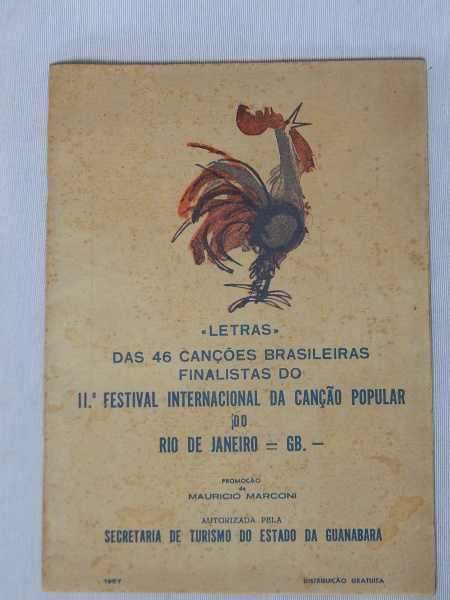 «LETRAS»
DAS 46 CANÇÕES BRASILEIRAS
FINALISTAS DO
II.º FESTIVAL INTERNACIONAL DA CANÇÃO POPULAR
DO
RIO DE JANEIRO = GB. —
PROMOÇÃO
de
MAURICIO MARCONI
AUTORIZADA PELA
SECRETARIA DE TURISMO DO ESTADO DA GUANABARA
1967 DISTRIBUIÇÃO GRATUITA